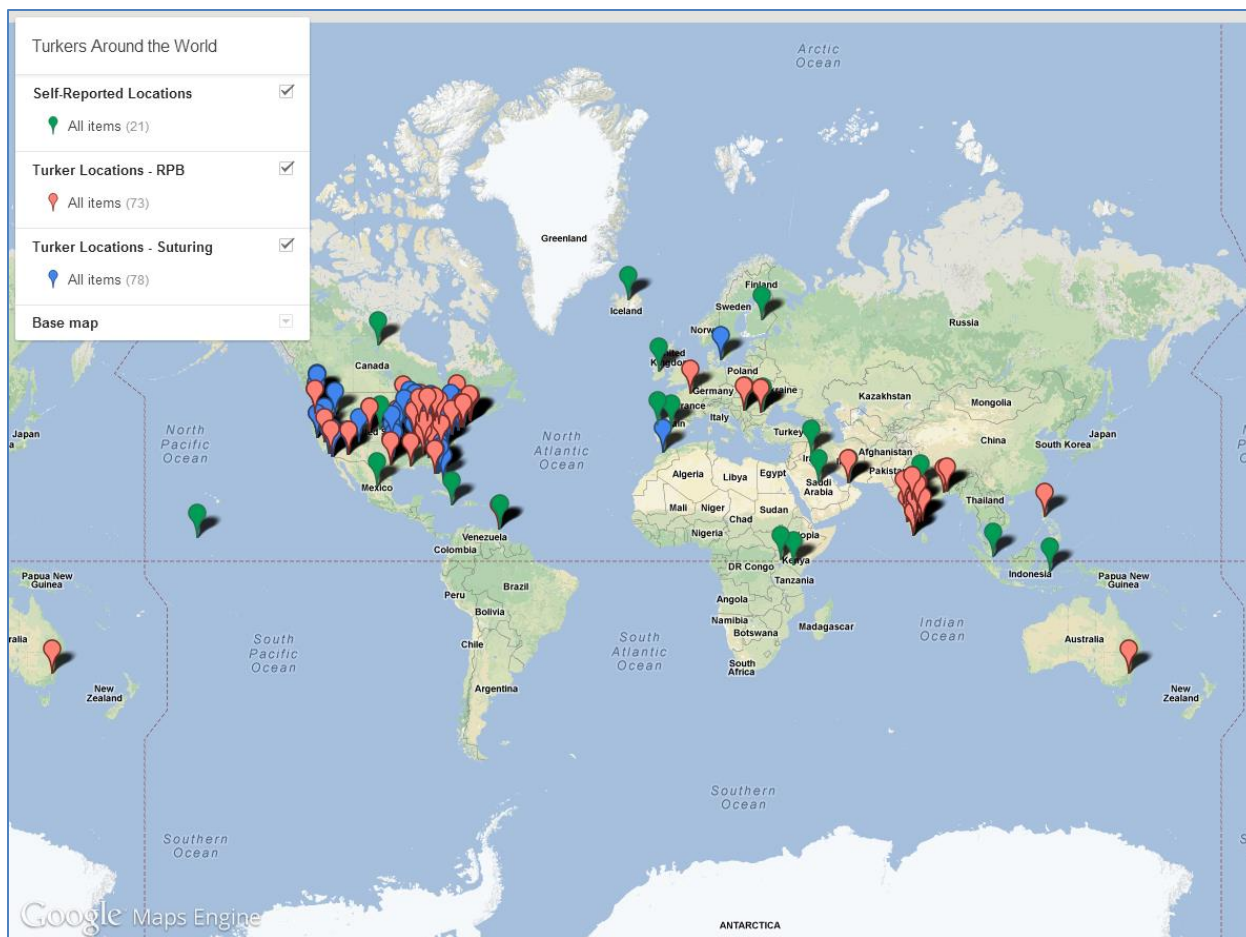 Turkers Around the World
Self-Reported Locations
All items (21)
Turker Locations - RPB
All items (73)
Turker Locations - Suturing
All items (78)
Base map
Arctic
Ocean
Greenland
Iceland
Finland
Sweden
Russia
Canada
Poland
Germany
Kazakhstan
Mongolia
Italy
Japan
North
Pacific
Ocean
North
Atlantic
Ocean
Turkey
Afghanistan
China
South Korea
Japan
Pakistan
Algeria
Libya
Egypt
Saudi
Arabia
Mexico
Mali
Niger
Chad
Sudan
Thailand
Nigeria
Venezuela
Colombia
Kenya
DR Congo
Indonesia
Papua New
Guinea
Papua New
Guinea
Tanzania
Brazil
Peru
Angola
Bolivia
Namibia
Madagascar
Botswana
Indian
Ocean
South
Pacific
Ocean
South
Atlantic
Ocean
Chile
Australia
South
Africa
New
Zealand
New
Zealand
Argentina
Southern
Ocean
Southern
Ocean
Google Maps Engine
ANTARCTICA